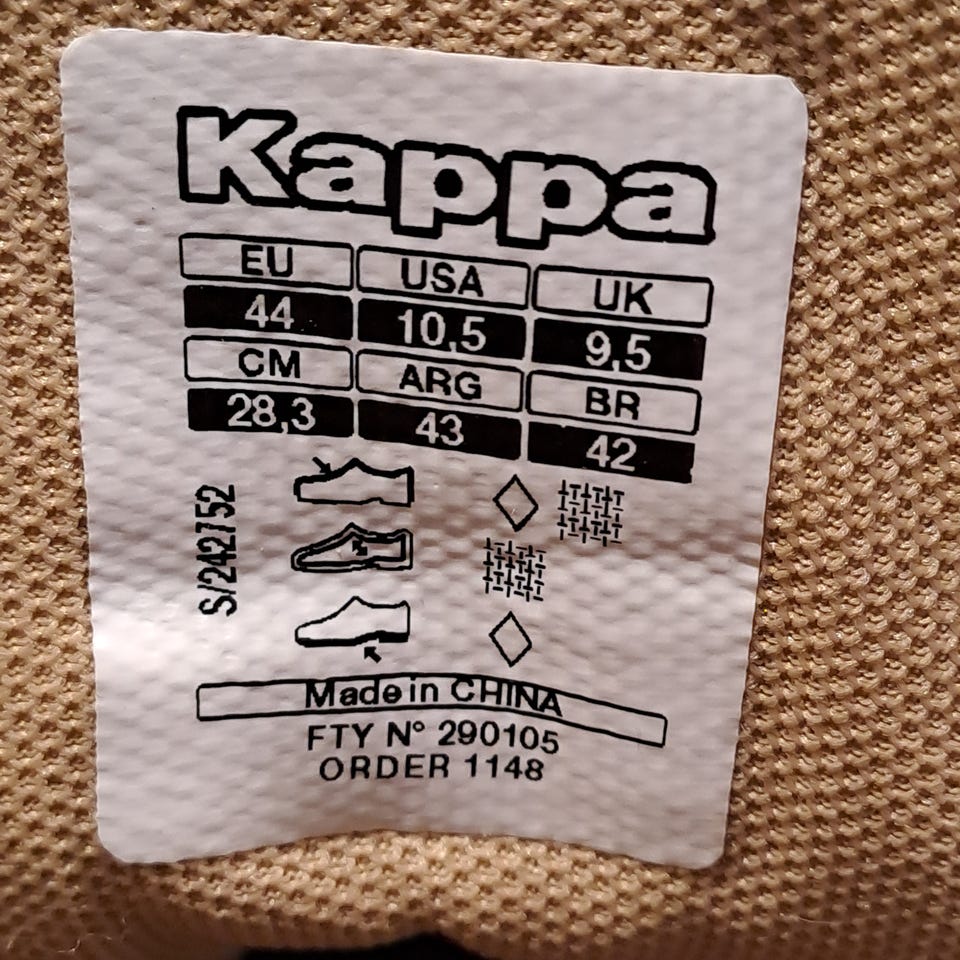 Kappa
EU USA UK
44 10,5 9,5
CM ARG BR
28,3 43 42
S/242752
Made in CHINA
FTY N° 290105
ORDER 1148